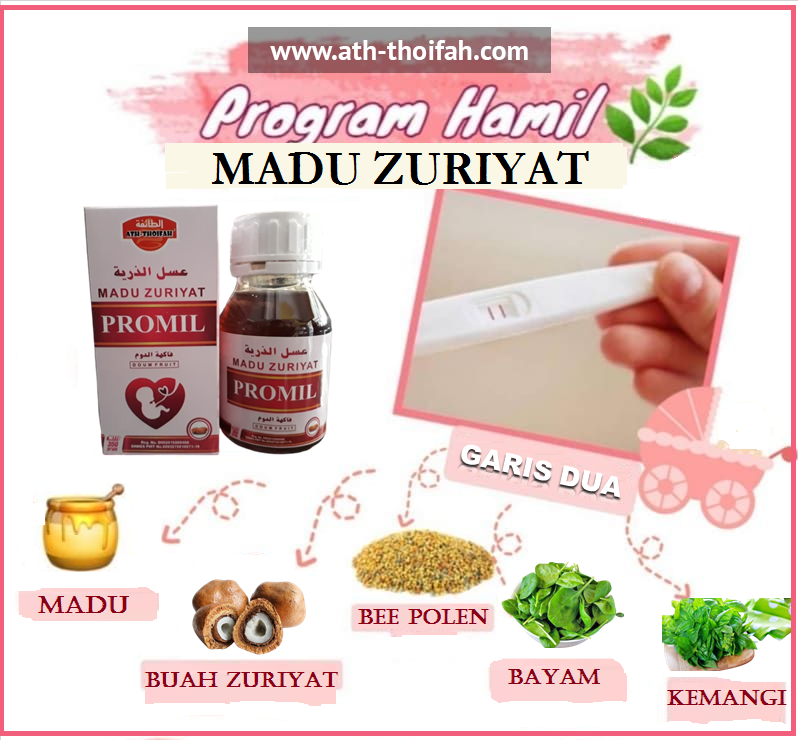 www.ath-thoifah.com
Program Hamil
MADU ZURIYAT
الطائفة
ATH-THOIFAH
عسل الذرية
MADU ZURIYAT
PROMIL
فاكهة الدوم
DOUM FRUIT
عسل الذرية
MADU ZURIYAT
PROMIL
فاكهة الدوم
DOUM FRUIT
350
GARIS DUA
MADU
BUAH ZURIYAT
BEE POLEN
BAYAM
KEMANGI